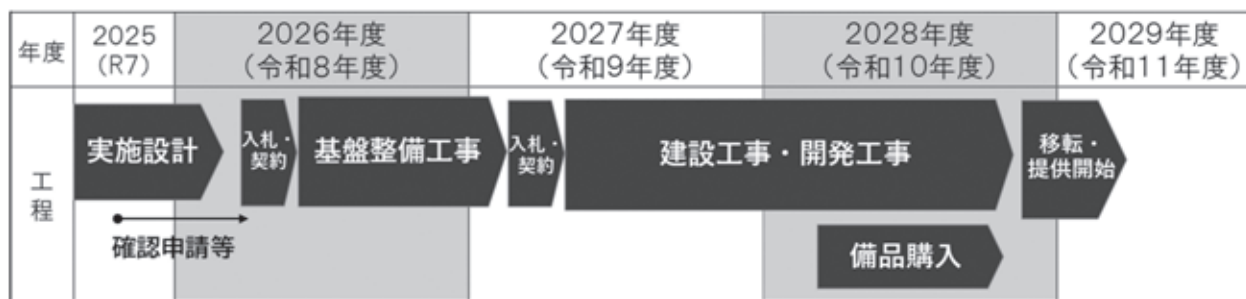 年度
2025
(R7)
2026年度
(令和8年度)
2027年度
(令和9年度)
2028年度
(令和10年度)
2029年度
(令和11年度)
工程
実施設計
入札・
契約
基盤整備工事
入札・
契約
建設工事・開発工事
移転・
提供開始
確認申請等
備品購入